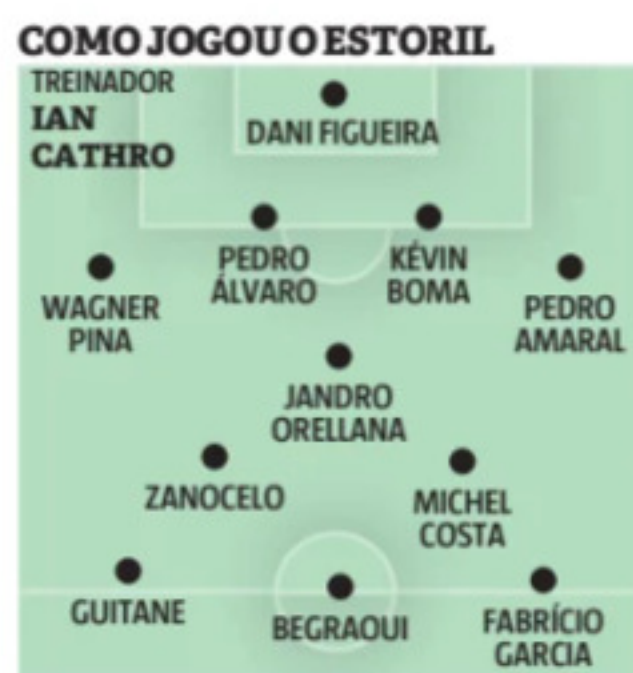 COMO JOGOU O ESTORIL
TREINADOR
IAN
CATHRO
DANI FIGUEIRA
PEDRO
ÁLVARO
KÉVIN
BOMA
WAGNER
PINA
PEDRO
AMARAL
JANDRO
ORELLANA
ZANOCELO
MICHEL
COSTA
GUITANE
BEGRAOUI
FABRÍCIO
GARCIA